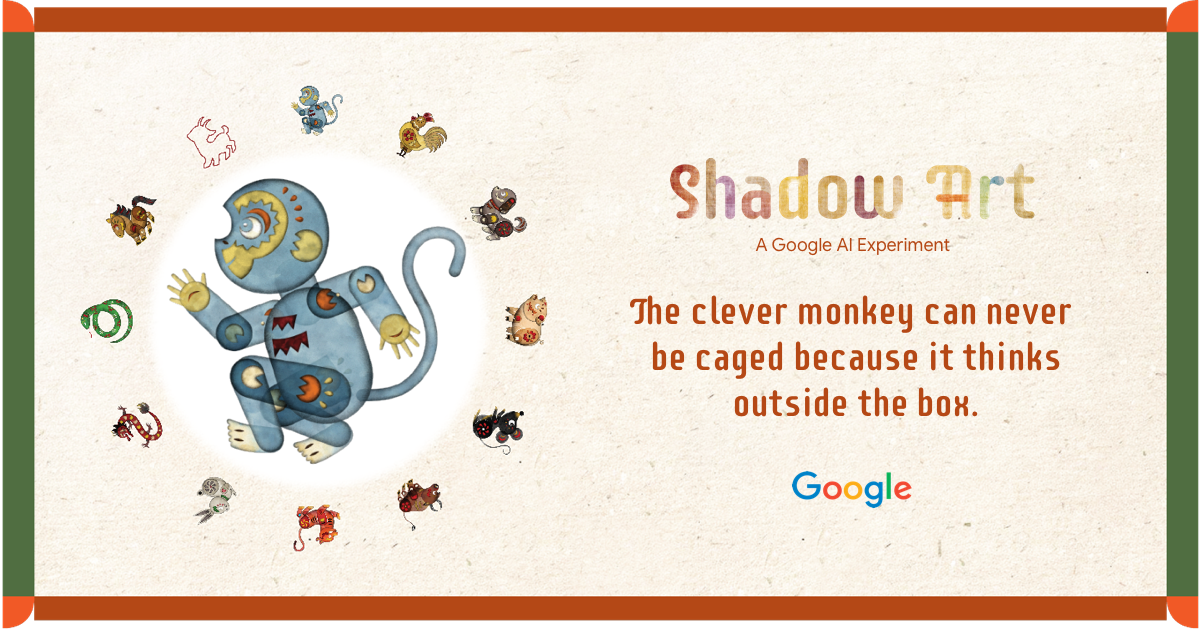 Shadow Art
A Google AI Experiment
The clever monkey can never
be caged because it thinks
outside the box.
Google